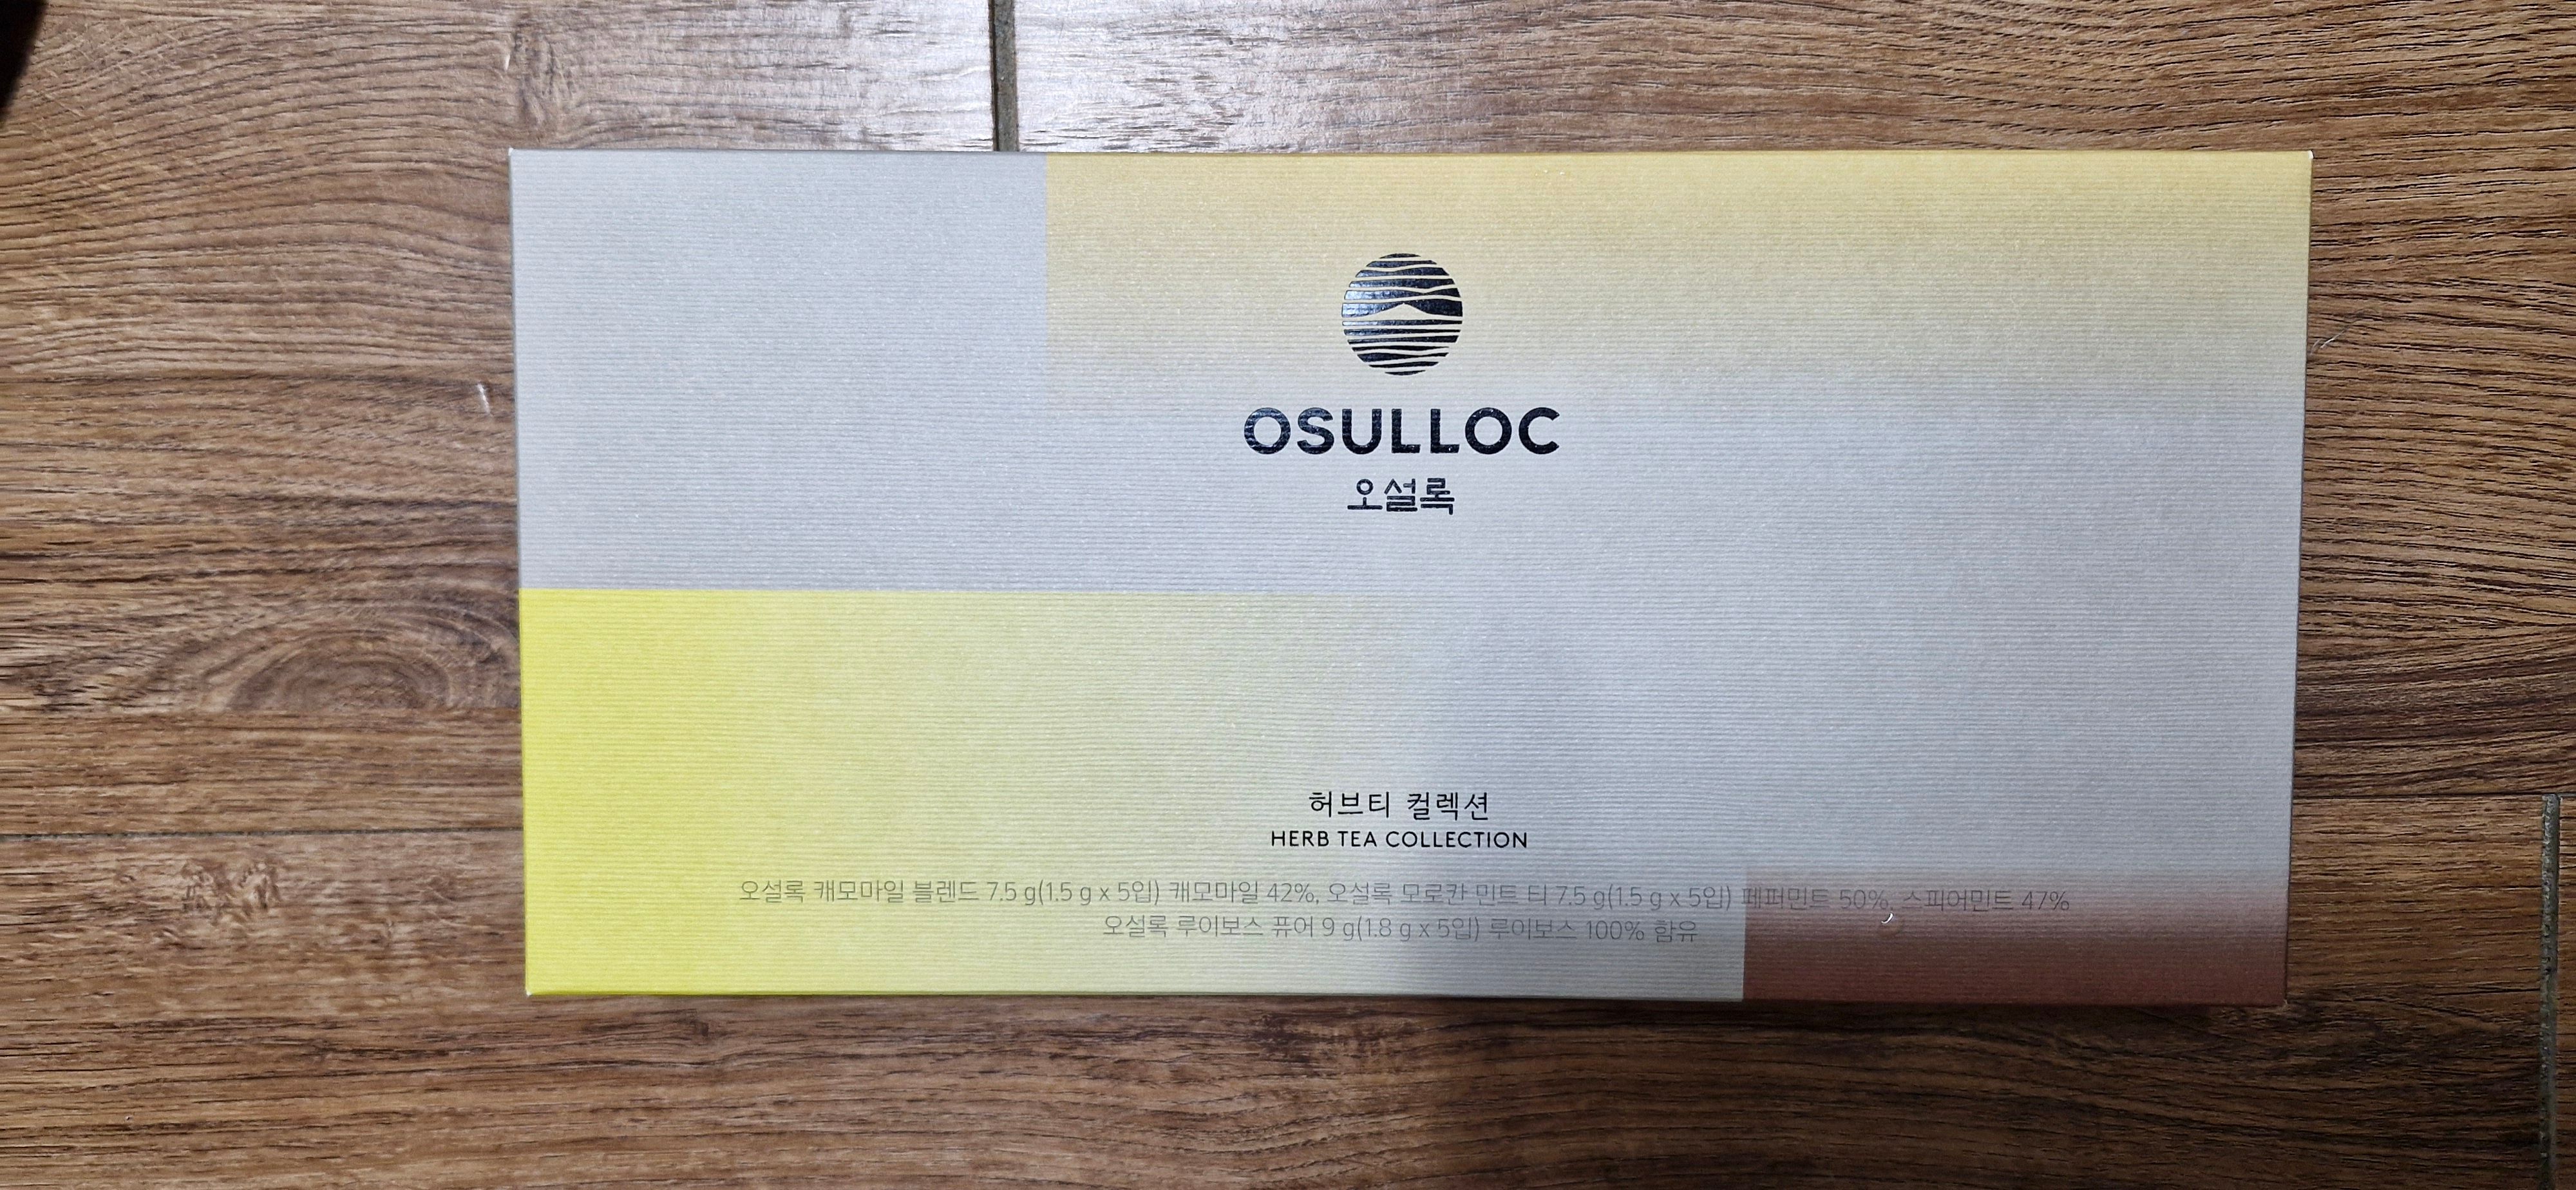 OSULLOC
오설록
허브티 컬렉션
HERB TEA COLLECTION
오설록 캐모마일 블렌드 7.5 g(1.5 g x 5입) 캐모마일 42%, 오설록 모로칸 민트 티 7.5 g(1.5 g x 5입) 페퍼민트 50%, 스피어민트 47%
오설록 루이보스 퓨어 9 g(1.8 g x 5입) 루이보스 100% 함유